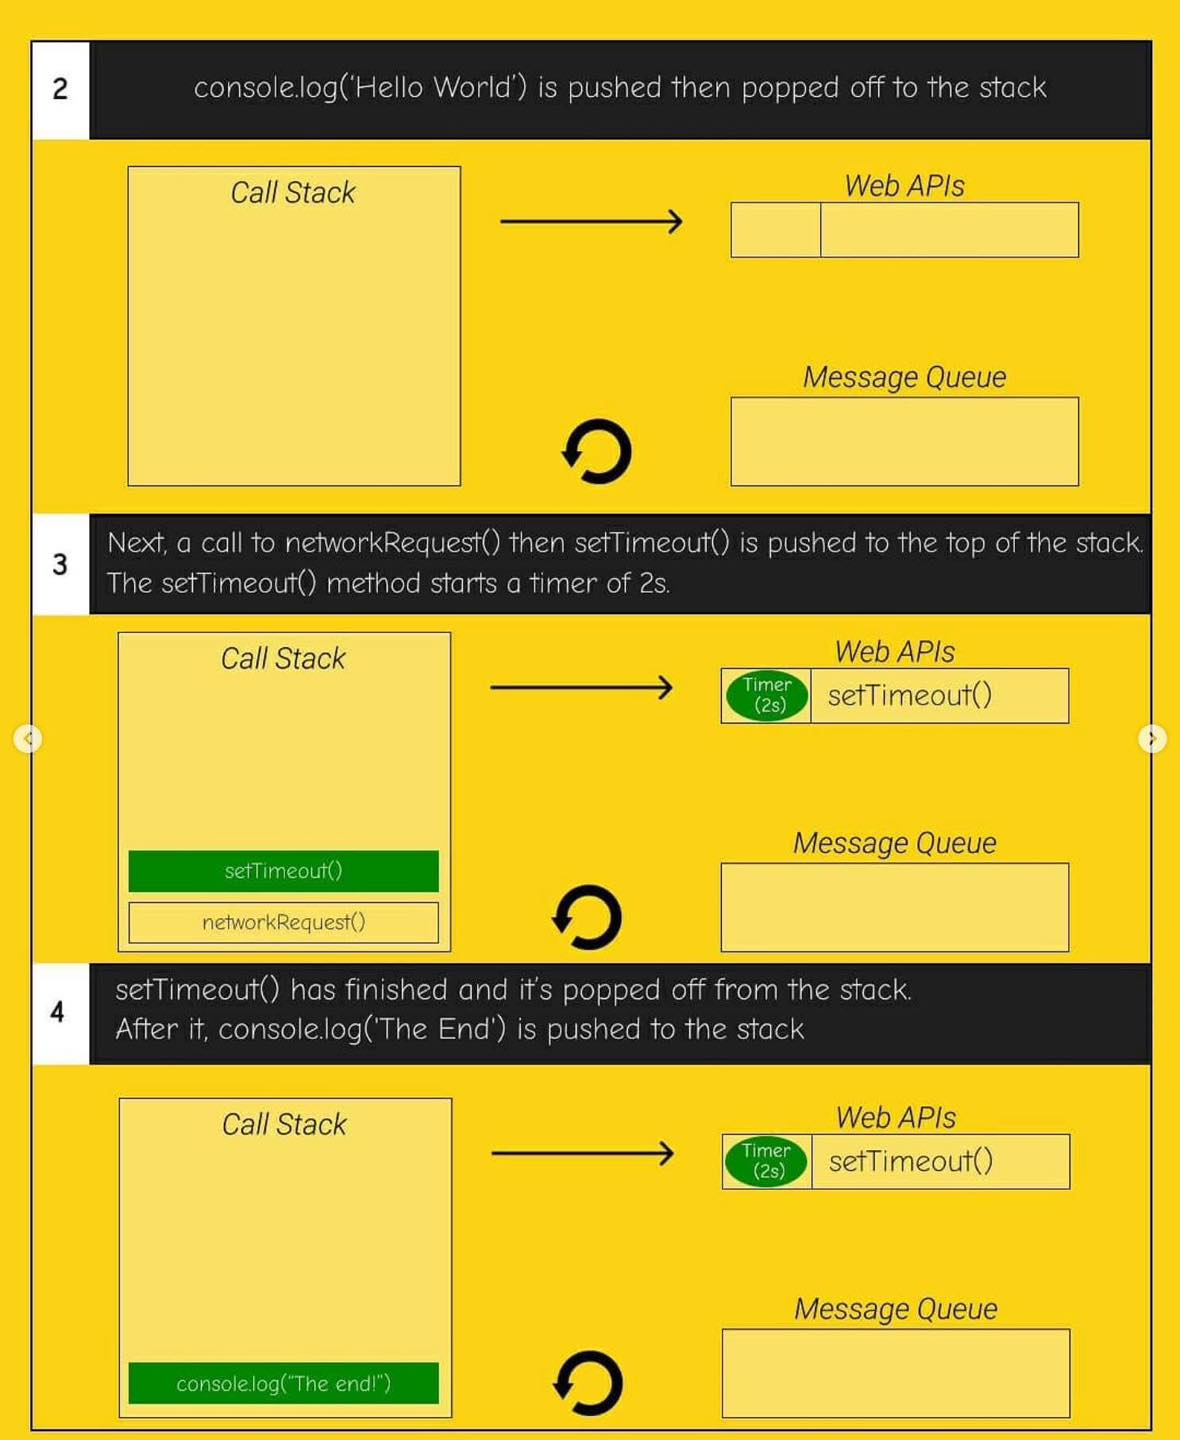 2
console.log(‘Hello World’) is pushed then popped off to the stack
Call Stack
Web APIs
Message Queue
3
Next, a call to networkRequest() then setTimeout() is pushed to the top of the stack.
The setTimeout() method starts a timer of 2s.
Call Stack
Web APIs
Timer
(2s)
setTimeout()
setTimeout()
networkRequest()
Message Queue
4
setTimeout() has finished and it's popped off from the stack.
After it, console.log('The End') is pushed to the stack
Call Stack
Web APIs
Timer
(2s)
setTimeout()
Message Queue
console.log(“The end!”)